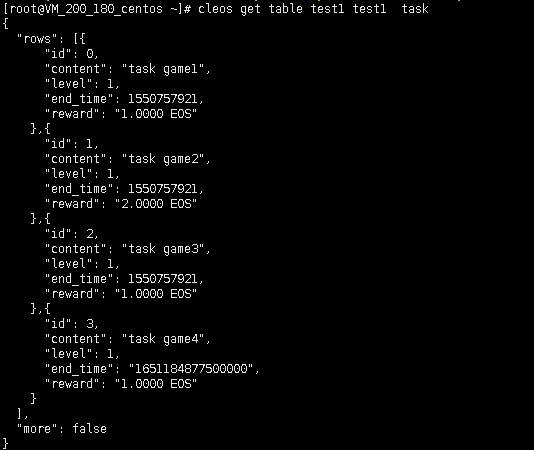 [root@VM_200_180_centos ~]# cleos get table test1 test1  task
{
  "rows": [{
      "id": 0,
      "content": "task game1",
      "level": 1,
      "end_time": 1550757921,
      "reward": "1.0000 EOS"
    },{
      "id": 1,
      "content": "task game2",
      "level": 1,
      "end_time": 1550757921,
      "reward": "2.0000 EOS"
    },{
      "id": 2,
      "content": "task game3",
      "level": 1,
      "end_time": 1550757921,
      "reward": "1.0000 EOS"
    },{
      "id": 3,
      "content": "task game4",
      "level": 1,
      "end_time": "1651184877500000",
      "reward": "1.0000 EOS"
    }
  ],
  "more": false
}